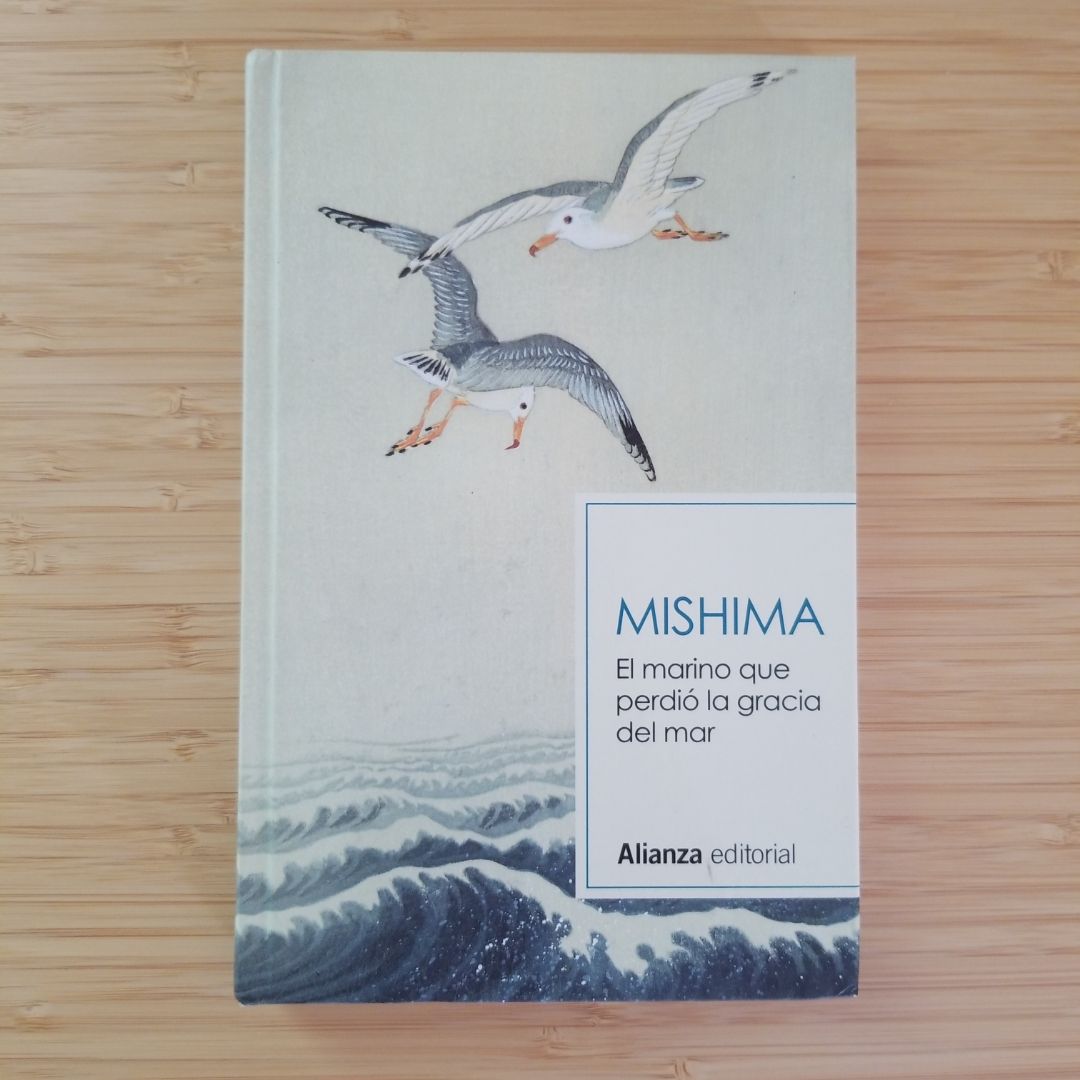 MISHIMA
El marino que
perdió la gracia
del mar
Alianza editorial